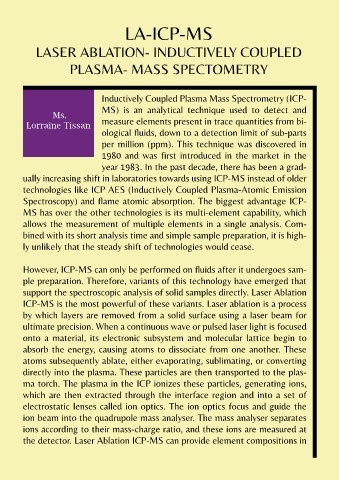 LA-ICP-MS
LASER ABLATION- INDUCTIVELY COUPLED
PLASMA- MASS SPECTOMETRY
Ms.
Lorraine Tissan
Inductively Coupled Plasma Mass Spectrometry (ICP-
MS) is an analytical technique used to detect and
measure elements present in trace quantities from bi-
ological fluids, down to a detection limit of sub-parts
per million (ppm). This technique was discovered in
1980 and was first introduced in the market in the
year 1983. In the past decade, there has been a grad-
ually increasing shift in laboratories towards using ICP-MS instead of older
technologies like ICP AES (Inductively Coupled Plasma-Atomic Emission
Spectroscopy) and flame atomic absorption. The biggest advantage ICP-
MS has over the other technologies is its multi-element capability, which
allows the measurement of multiple elements in a single analysis. Com-
bined with its short analysis time and simple sample preparation, it is high-
ly unlikely that the steady shift of technologies would cease.
However, ICP-MS can only be performed on fluids after it undergoes sam-
ple preparation. Therefore, variants of this technology have emerged that
support the spectroscopic analysis of solid samples directly. Laser Ablation
ICP-MS is the most powerful of these variants. Laser ablation is a process
by which layers are removed from a solid surface using a laser beam for
ultimate precision. When a continuous wave or pulsed laser light is focused
onto a material, its electronic subsystem and molecular lattice begin to
absorb the energy, causing atoms to dissociate from one another. These
atoms subsequently ablate, either evaporating, sublimating, or converting
directly into the plasma. These particles are then transported to the plas-
ma torch. The plasma in the ICP ionizes these particles, generating ions,
which are then extracted through the interface region and into a set of
electrostatic lenses called ion optics. The ion optics focus and guide the
ion beam into the quadrupole mass analyser. The mass analyser separates
ions according to their mass-charge ratio, and these ions are measured at
the detector. Laser Ablation ICP-MS can provide element compositions in